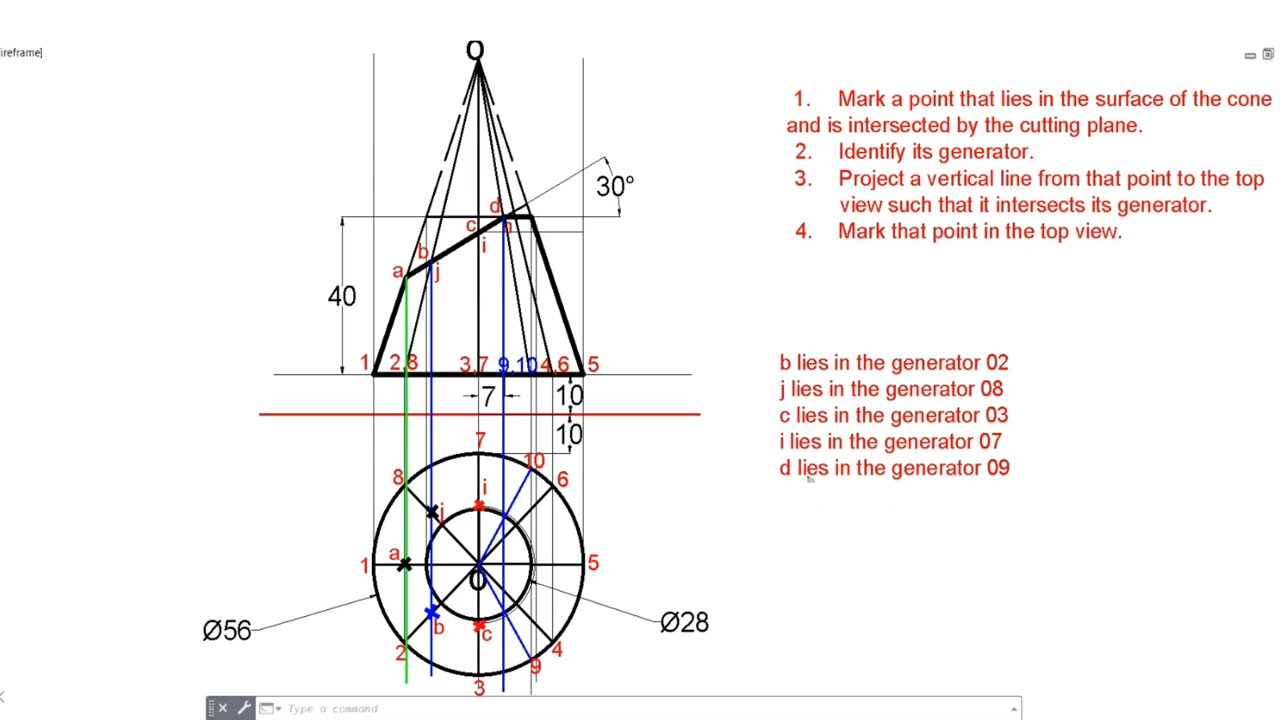 ireframe]
O
1. Mark a point that lies in the surface of the cone
and is intersected by the cutting plane.
2. Identify its generator.
3. Project a vertical line from that point to the top
view such that it intersects its generator.
4. Mark that point in the top view.
30°
d
c
h
b
i
a
j
40
1
2,8
3,7
9,10
4,6
5
b lies in the generator 02
j lies in the generator 08
c lies in the generator 03
i lies in the generator 07
d lies in the generator 09
7
10
10
7
10
8
6
i
j
a
1
5
O
Ø56
b
c
Ø28
2
4
9
3
Type a command